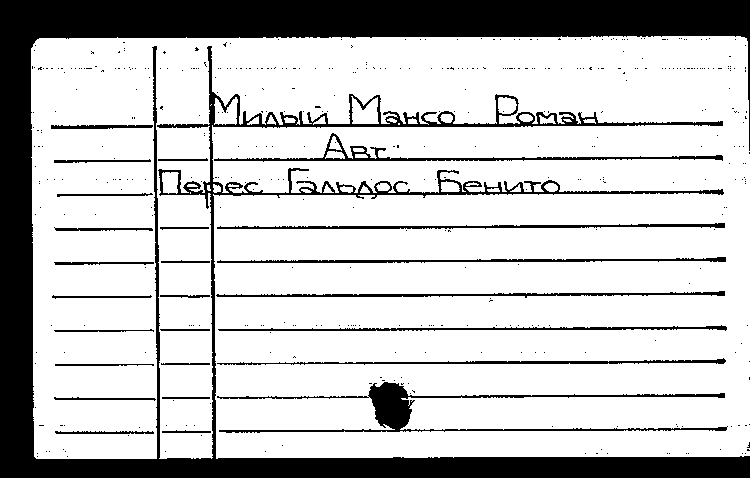 Милый Мансо. Роман.
Авт.
Перес Гальдос, Бенито